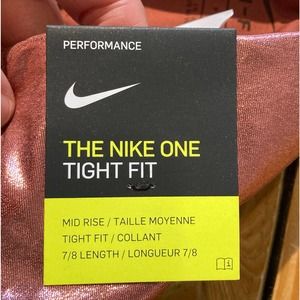 PERFORMANCE
THE NIKE ONE
TIGHT FIT
MID RISE / TAILLE MOYENNE
TIGHT FIT / COLLANT
7/8 LENGTH / LONGUEUR 7/8